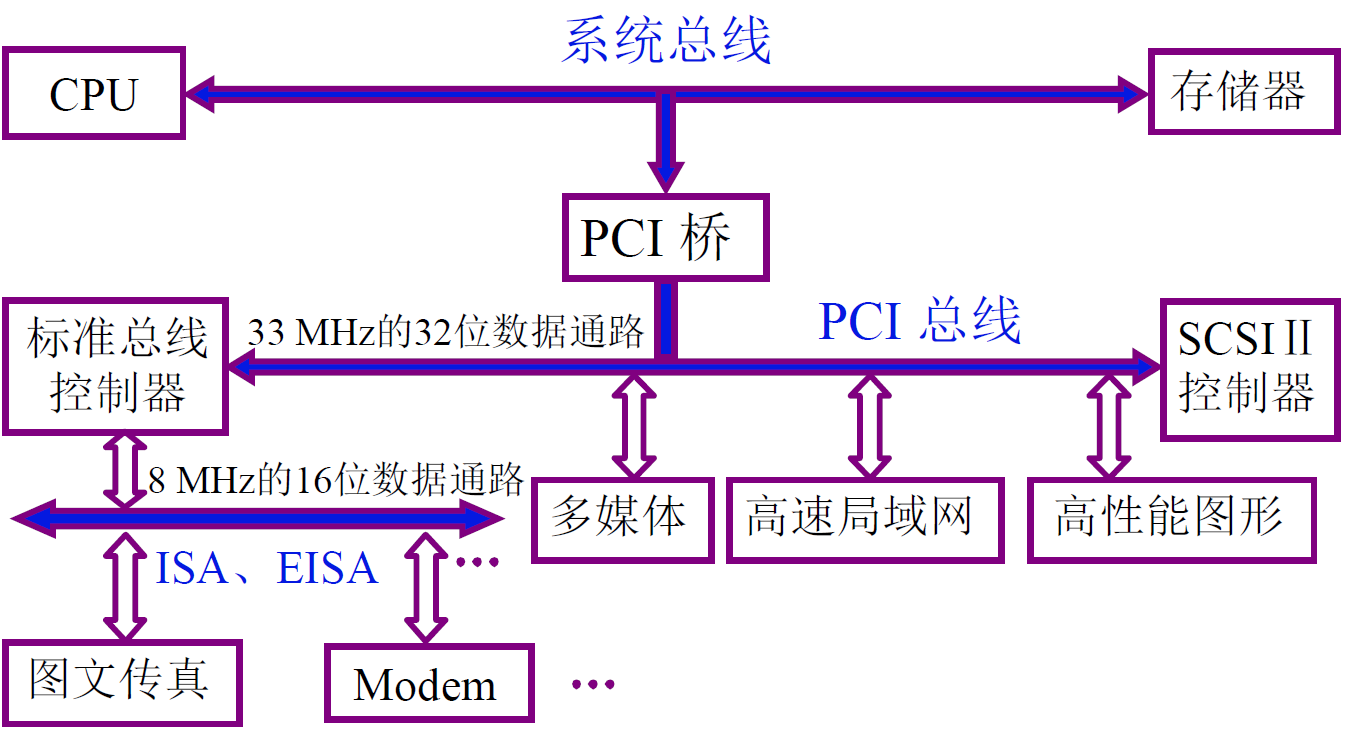 系统总线
CPU
存储器
PCI 桥
标准总线
控制器
33 MHz的32位数据通路
PCI 总线
SCSI Ⅱ
控制器
8 MHz的16位数据通路
多媒体
高速局域网
高性能图形
ISA、EISA
…
图文传真
Modem
…